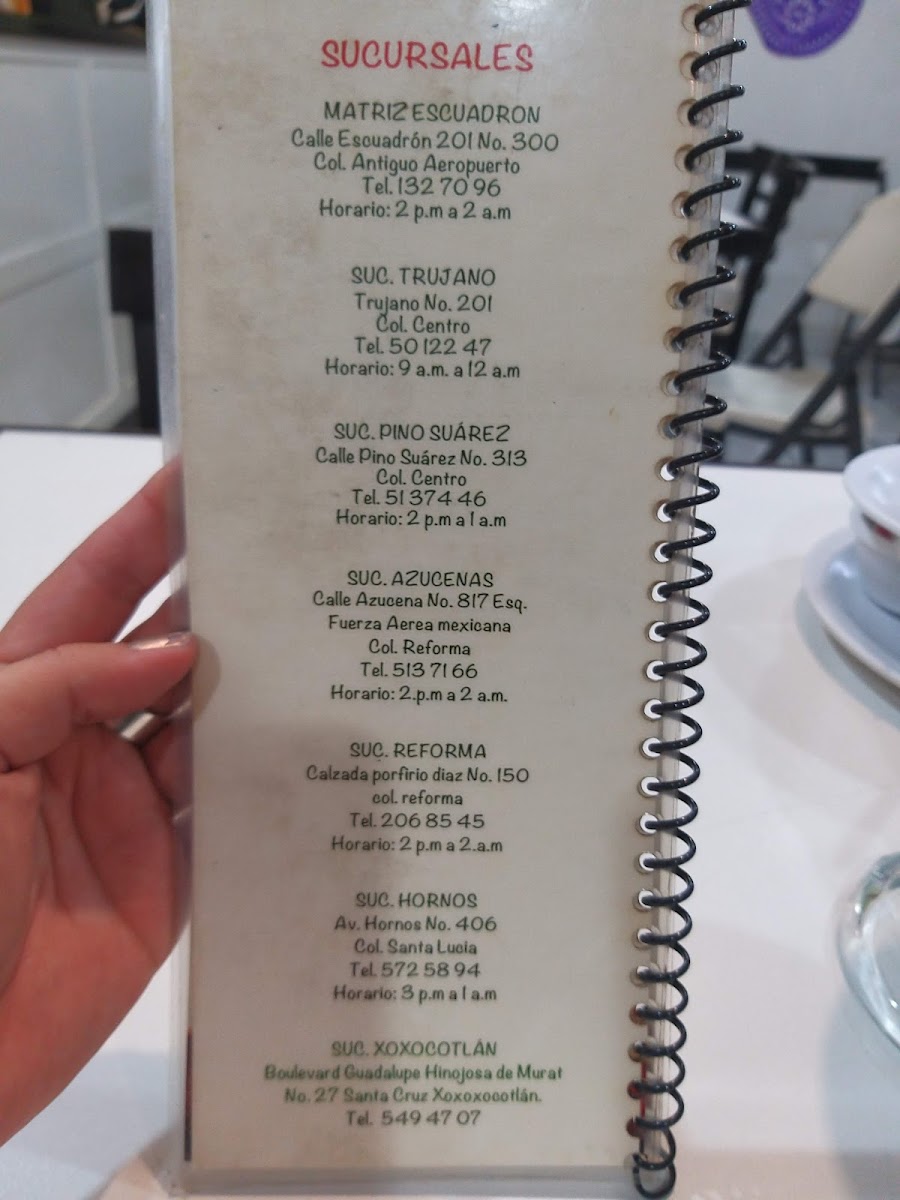 SUCURSALES
MATRIZ ESCUADRON
Calle Escuadrón 201 No. 300
Col. Antiguo Aeropuerto
Tel. 132 70 96
Horario: 2 p.m a 2 a.m
SUC. TRUJANO
Trujano No. 201
Col. Centro
Tel. 50 122 47
Horario: 9 a.m. a 12 a.m
SUC. PINO SUÁREZ
Calle Pino Suárez No. 313
Col. Centro
Tel. 51 374 46
Horario: 2 p.m a 1 a.m
SUC. AZUCENAS
Calle Azucena No. 817 Esq.
Fuerza Aerea mexicana
Col. Reforma
Tel. 513 71 66
Horario: 2.p.m a 2 a.m.
SUC. REFORMA
Calzada porfirio diaz No. 150
col. reforma
Tel. 206 85 45
Horario: 2 p.m a 2.a.m
SUC. HORNOS
Av. Hornos No. 406
Col. Santa Lucia
Tel. 572 58 94
Horario: 3 p.m a 1 a.m
SUC. XOXOCOTLÁN
Boulevard Guadalupe Hinojosa de Murat
No. 27 Santa Cruz Xoxoxocotlán.
Tel. 549 47 07